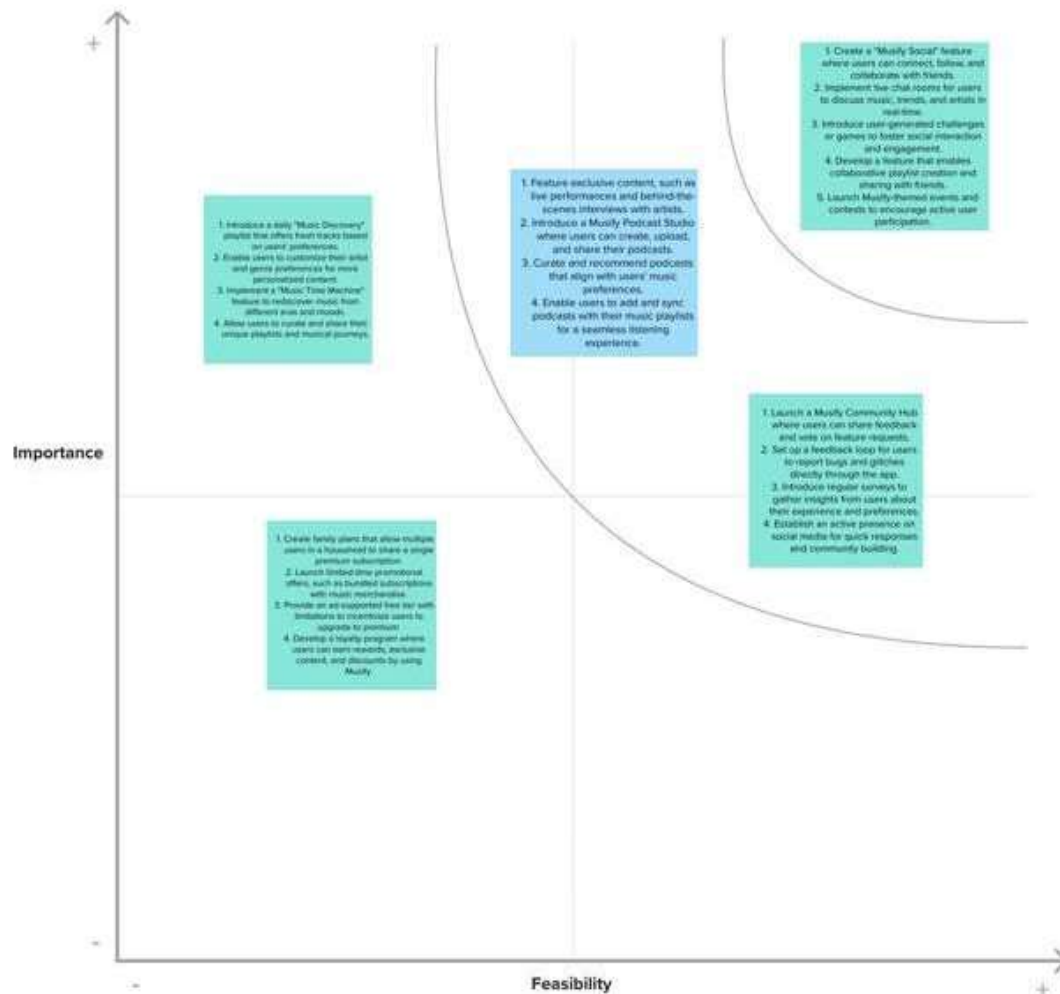 +
1. Create a "Musify Social" feature
where users can connect, follow, and
collaborate with friends.
2. Implement live chat rooms for users
to discuss music, trends, and artists in
real-time.
3. Introduce user-generated challenges
or games to foster social interaction
and engagement.
4. Develop a feature that enables
collaborative playlist creation and
sharing with friends.
5. Launch Musify-themed events and
contests to encourage active user
participation.
1. Feature exclusive content, such as
live performances and behind-the-
scenes interviews with artists.
2. Introduce a Musify Podcast Studio
where users can create, upload,
and share their podcasts.
3. Curate and recommend podcasts
that align with users' music
preferences.
4. Enable users to add and sync
podcasts with their music playlists
for a seamless listening
experience.
1. Introduce a daily "Music Discovery"
playlist that offers fresh tracks based
on users' preferences.
2. Enable users to customize their artist
and genre preferences for more
personalized content.
3. Implement a "Music Time Machine"
feature to rediscover music from
different eras and moods.
4. Allow users to curate and share their
unique playlists and musical journeys.
1. Launch a Musify Community Hub
where users can share feedback
and vote on feature requests.
2. Set up a feedback loop for users
to report bugs and glitches
directly through the app.
3. Introduce regular surveys to
gather insights from users about
their experience and preferences.
4. Establish an active presence on
social media for quick responses
and community building.
Importance
1. Create family plans that allow multiple
users in a household to share a single
premium subscription.
2. Launch limited-time promotional
offers, such as bundled subscriptions
with music merchandise.
3. Provide an ad-supported free tier with
limitations to incentivize users to
upgrade to premium.
4. Develop a loyalty program where
users can earn rewards, exclusive
content, and discounts by using
Musify.
-
-
Feasibility
+